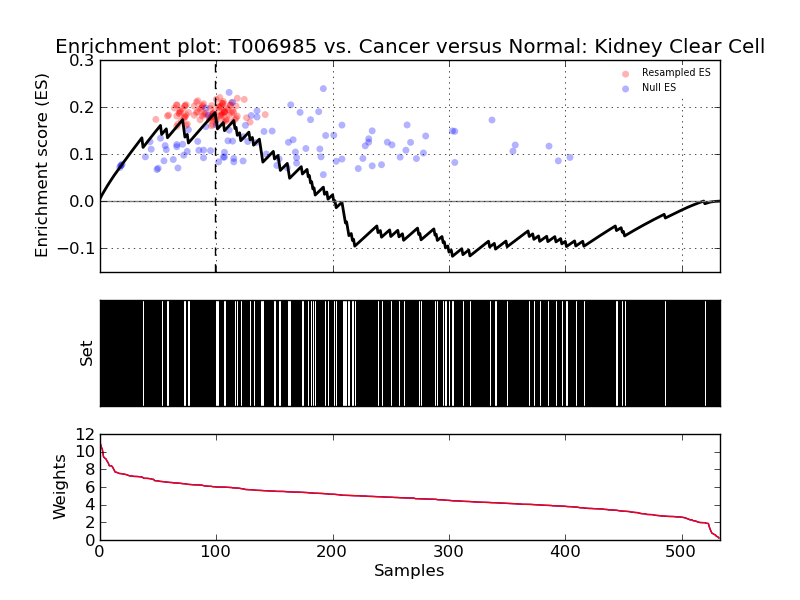 Enrichment plot: T006985 vs. Cancer versus Normal: Kidney Clear Cell
0.3
0.2
0.1
0.0
−0.1
Enrichment score (ES)
Resampled ES
Null ES
Set
12
10
8
6
4
2
0
Weights
0 100 200 300 400 500
Samples